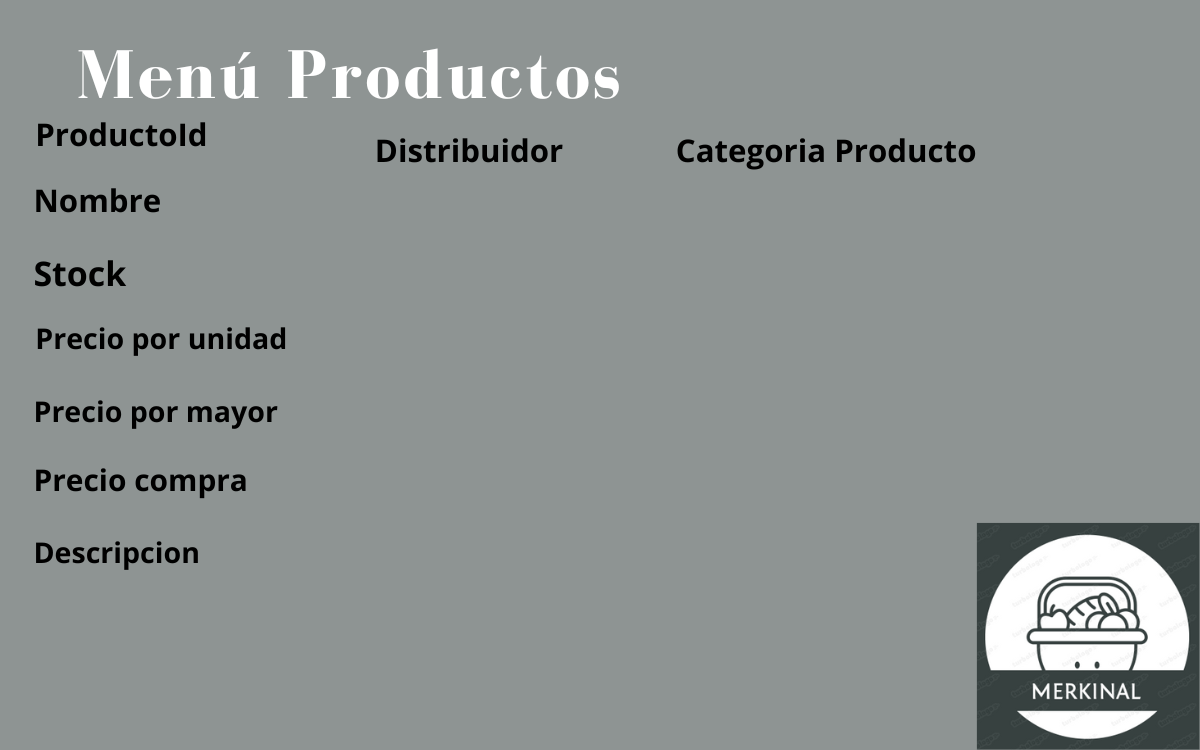 Menú Productos
ProductoId
Distribuidor
Categoria Producto
Nombre
Stock
Precio por unidad
Precio por mayor
Precio compra
Descripcion
MERKINAL